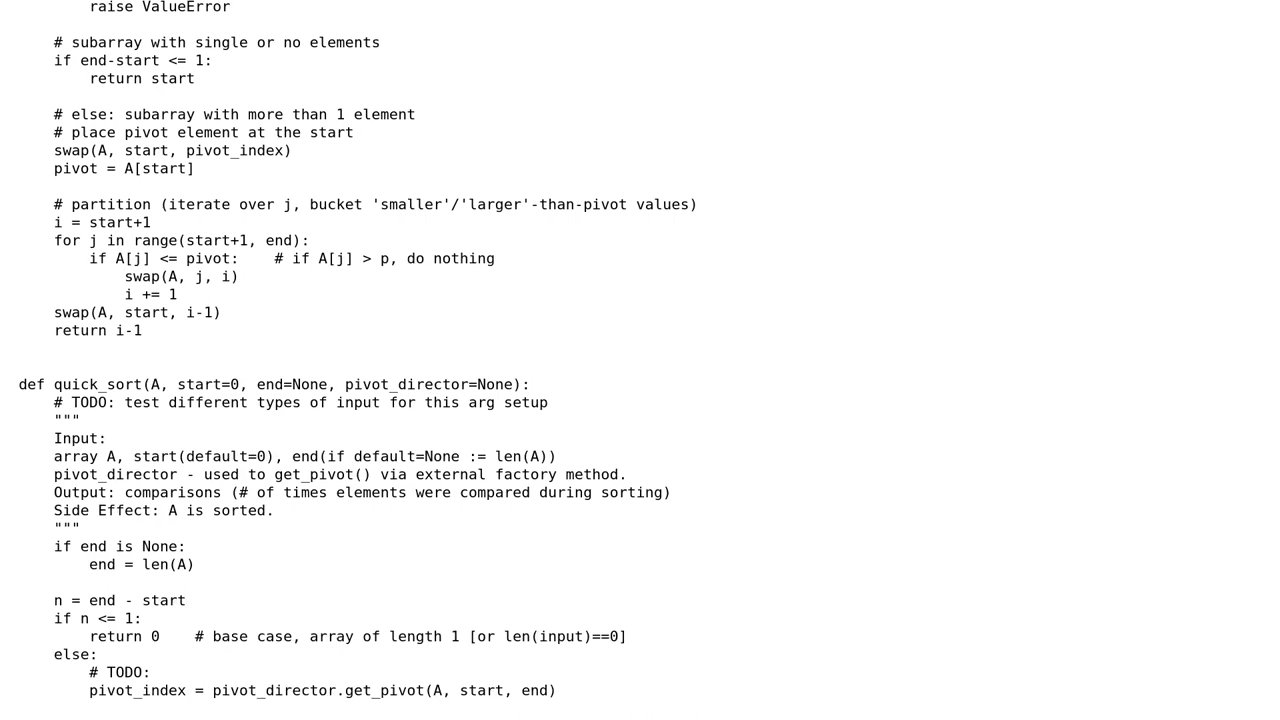 raise ValueError

    # subarray with single or no elements
    if end-start <= 1:
        return start

    # else: subarray with more than 1 element
    # place pivot element at the start
    swap(A, start, pivot_index)
    pivot = A[start]

    # partition (iterate over j, bucket 'smaller'/'larger'-than-pivot values)
    i = start+1
    for j in range(start+1, end):
        if A[j] <= pivot:    # if A[j] > p, do nothing
            swap(A, j, i)
            i += 1
    swap(A, start, i-1)
    return i-1


def quick_sort(A, start=0, end=None, pivot_director=None):
    # TODO: test different types of input for this arg setup
    """
    Input:
    array A, start(default=0), end(if default=None := len(A))
    pivot_director - used to get_pivot() via external factory method.
    Output: comparisons (# of times elements were compared during sorting)
    Side Effect: A is sorted.
    """
    if end is None:
        end = len(A)

    n = end - start
    if n <= 1:
        return 0    # base case, array of length 1 [or len(input)==0]
    else:
        # TODO:
        pivot_index = pivot_director.get_pivot(A, start, end)